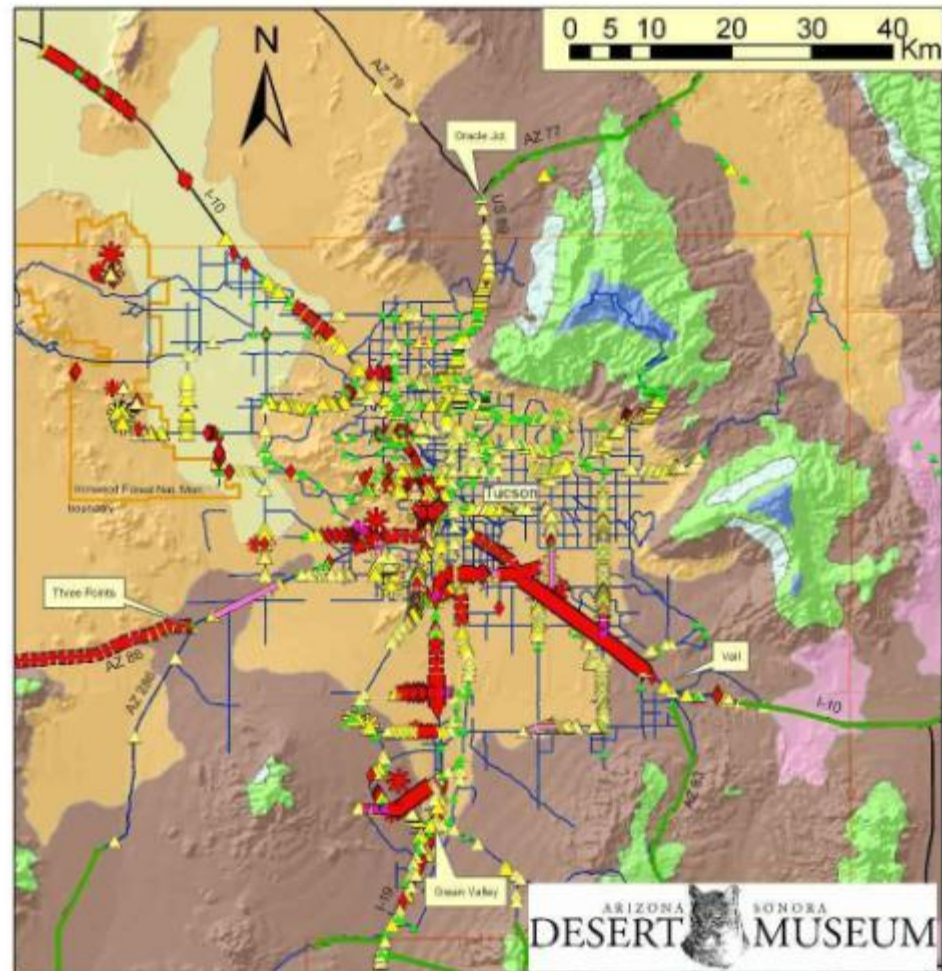 0 5 10 20 30 40
Km
N
AZ 79
Oracle Jct.
AZ 77
US 89
I-10
Tucson
Ironwood Forest Nat. Mon.
boundary
Three Points
AZ 86
AZ 286
Vail
I-10
AZ 83
Green Valley
I-19
ARIZONA SONORA
DESERT MUSEUM